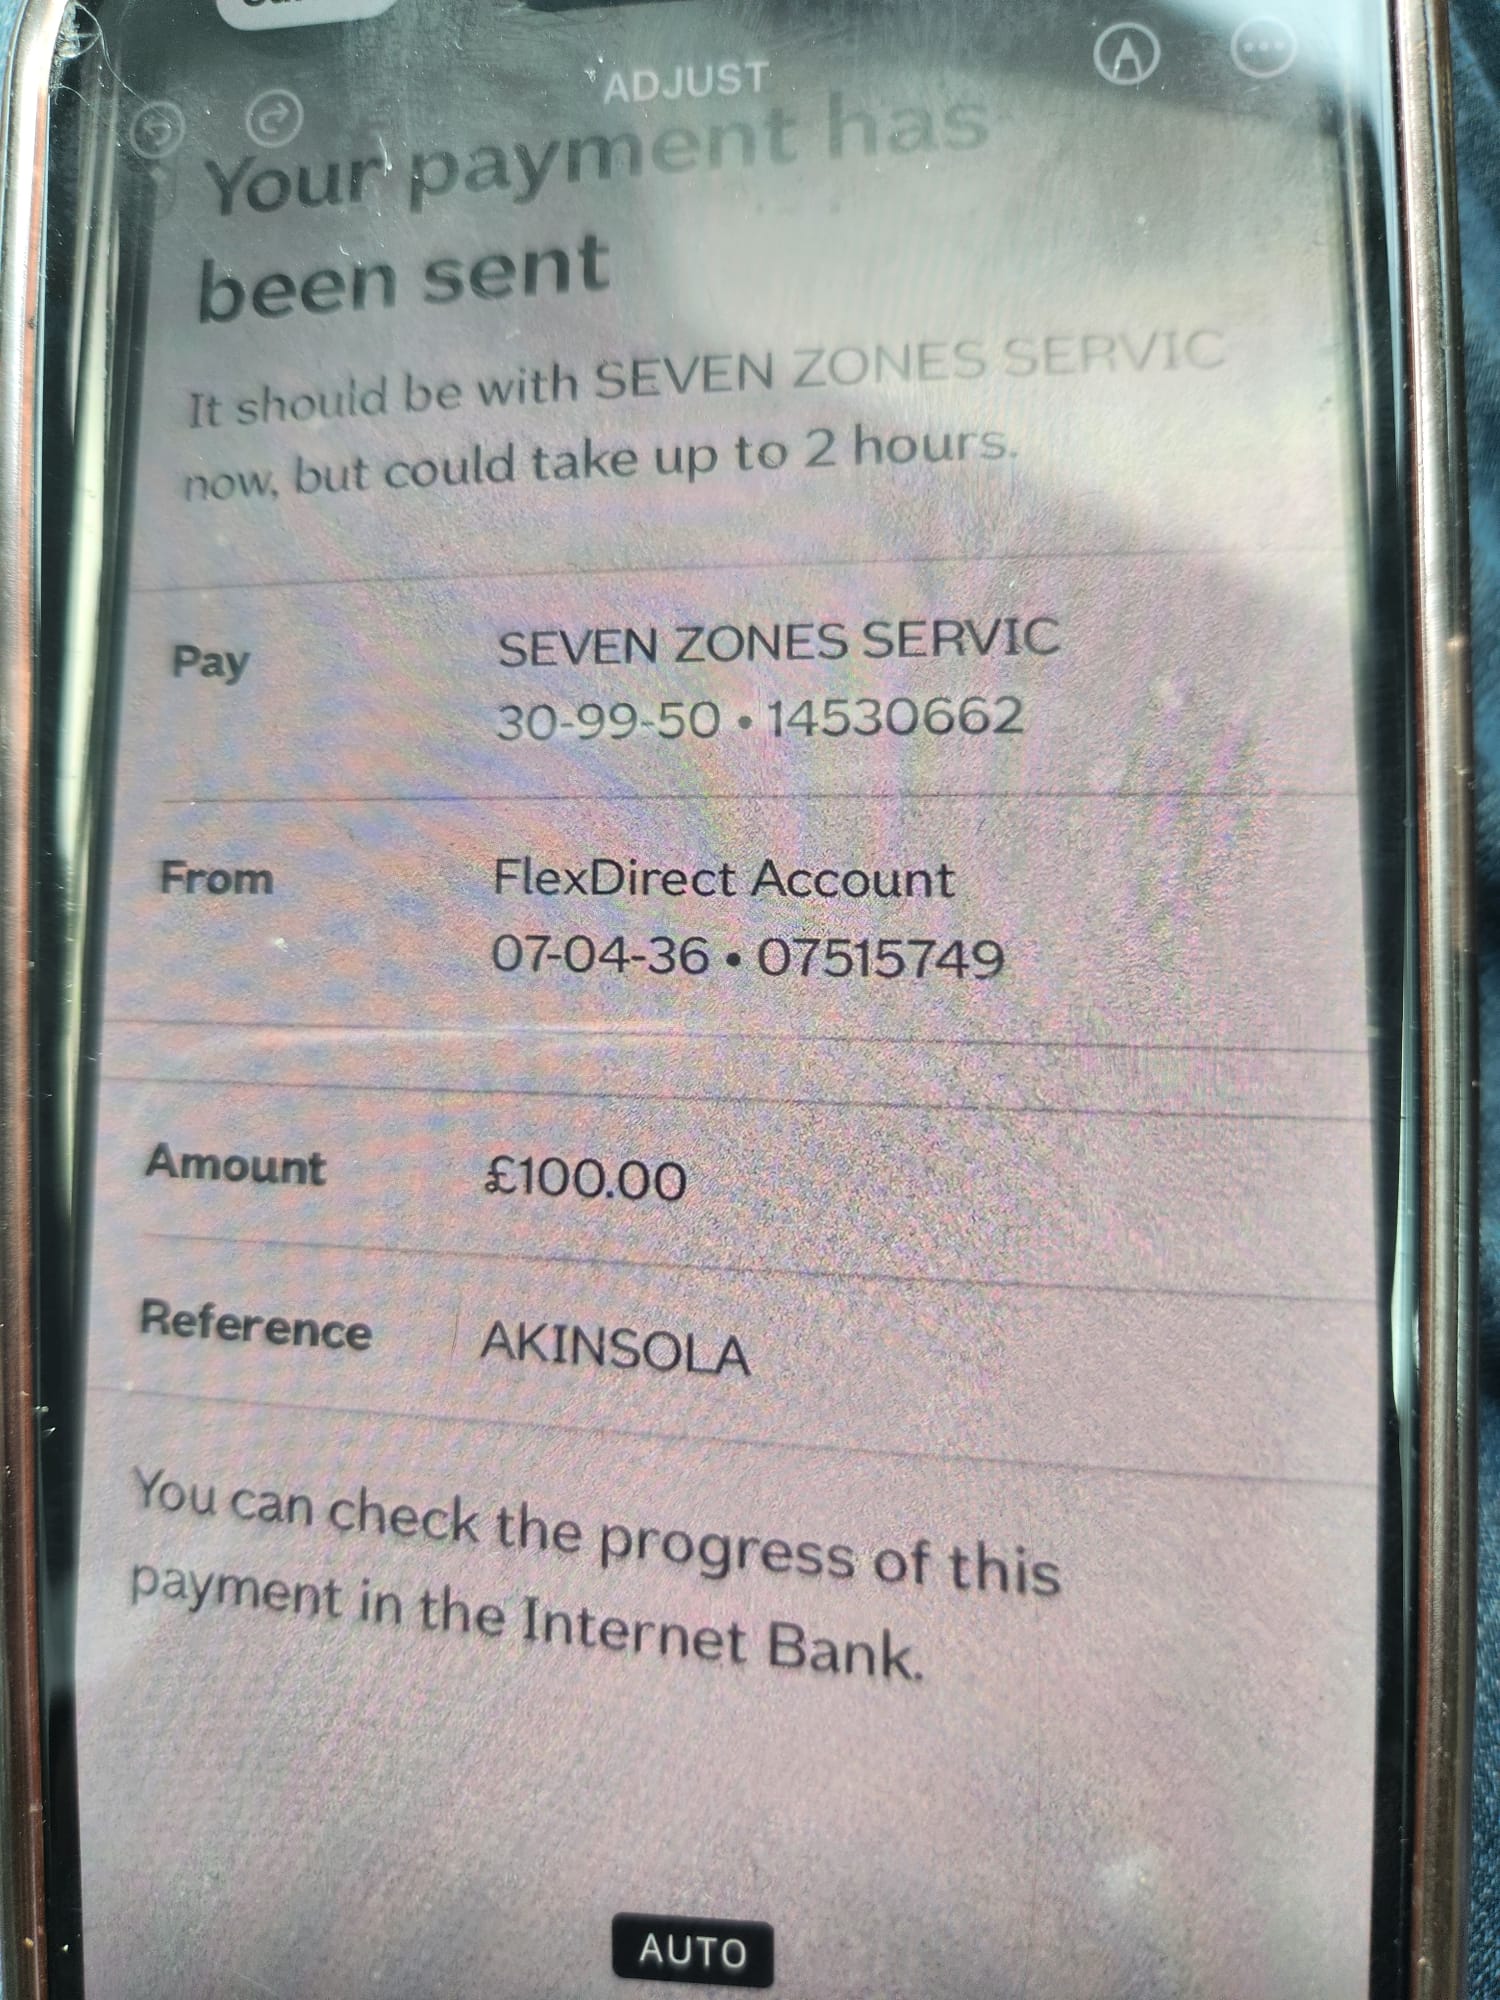 ADJUST
Your payment has
been sent
It should be with SEVEN ZONES SERVIC
now, but could take up to 2 hours.
Pay
SEVEN ZONES SERVIC
30-99-50 • 14530662
From
FlexDirect Account
07-04-36 • 07515749
Amount
£100.00
Reference
AKINSOLA
You can check the progress of this
payment in the Internet Bank.
AUTO